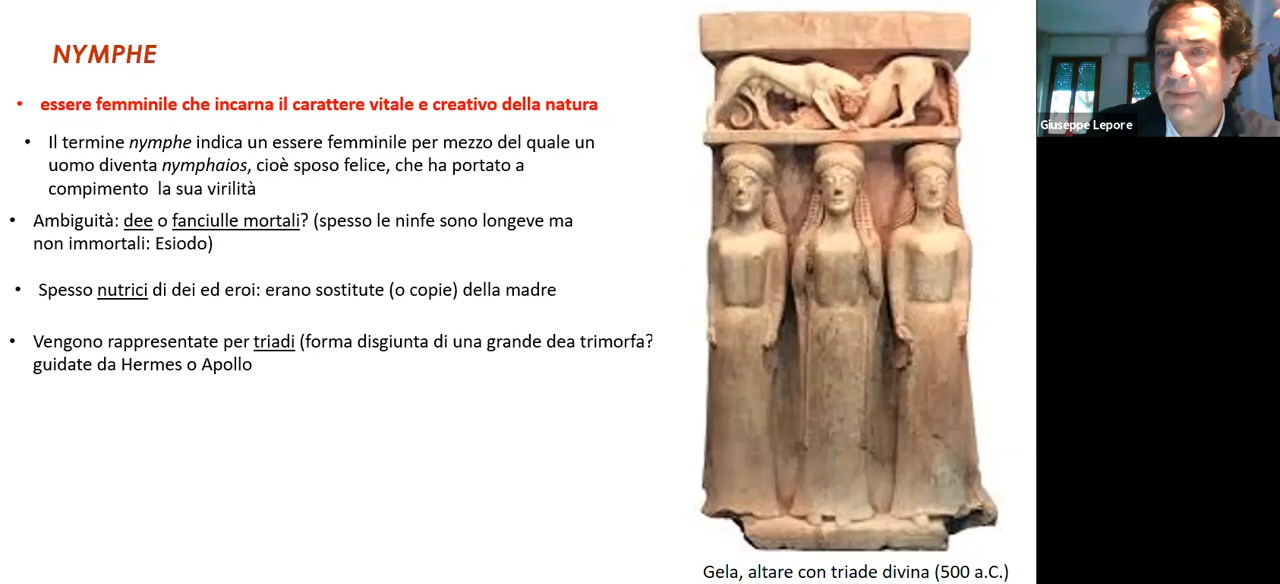 NYMPHE
• essere femminile che incarna il carattere vitale e creativo della natura
• Il termine nymphe indica un essere femminile per mezzo del quale un
uomo diventa nymphaios, cioè sposo felice, che ha portato a
compimento la sua virilità
• Ambiguità: dee o fanciulle mortali? (spesso le ninfe sono longeve ma
non immortali: Esiodo)
• Spesso nutrici di dei ed eroi: erano sostitute (o copie) della madre
• Vengono rappresentate per triadi (forma disgiunta di una grande dea trimorfa?
guidate da Hermes o Apollo
Gela, altare con triade divina (500 a.C.)
Giuseppe Lepore